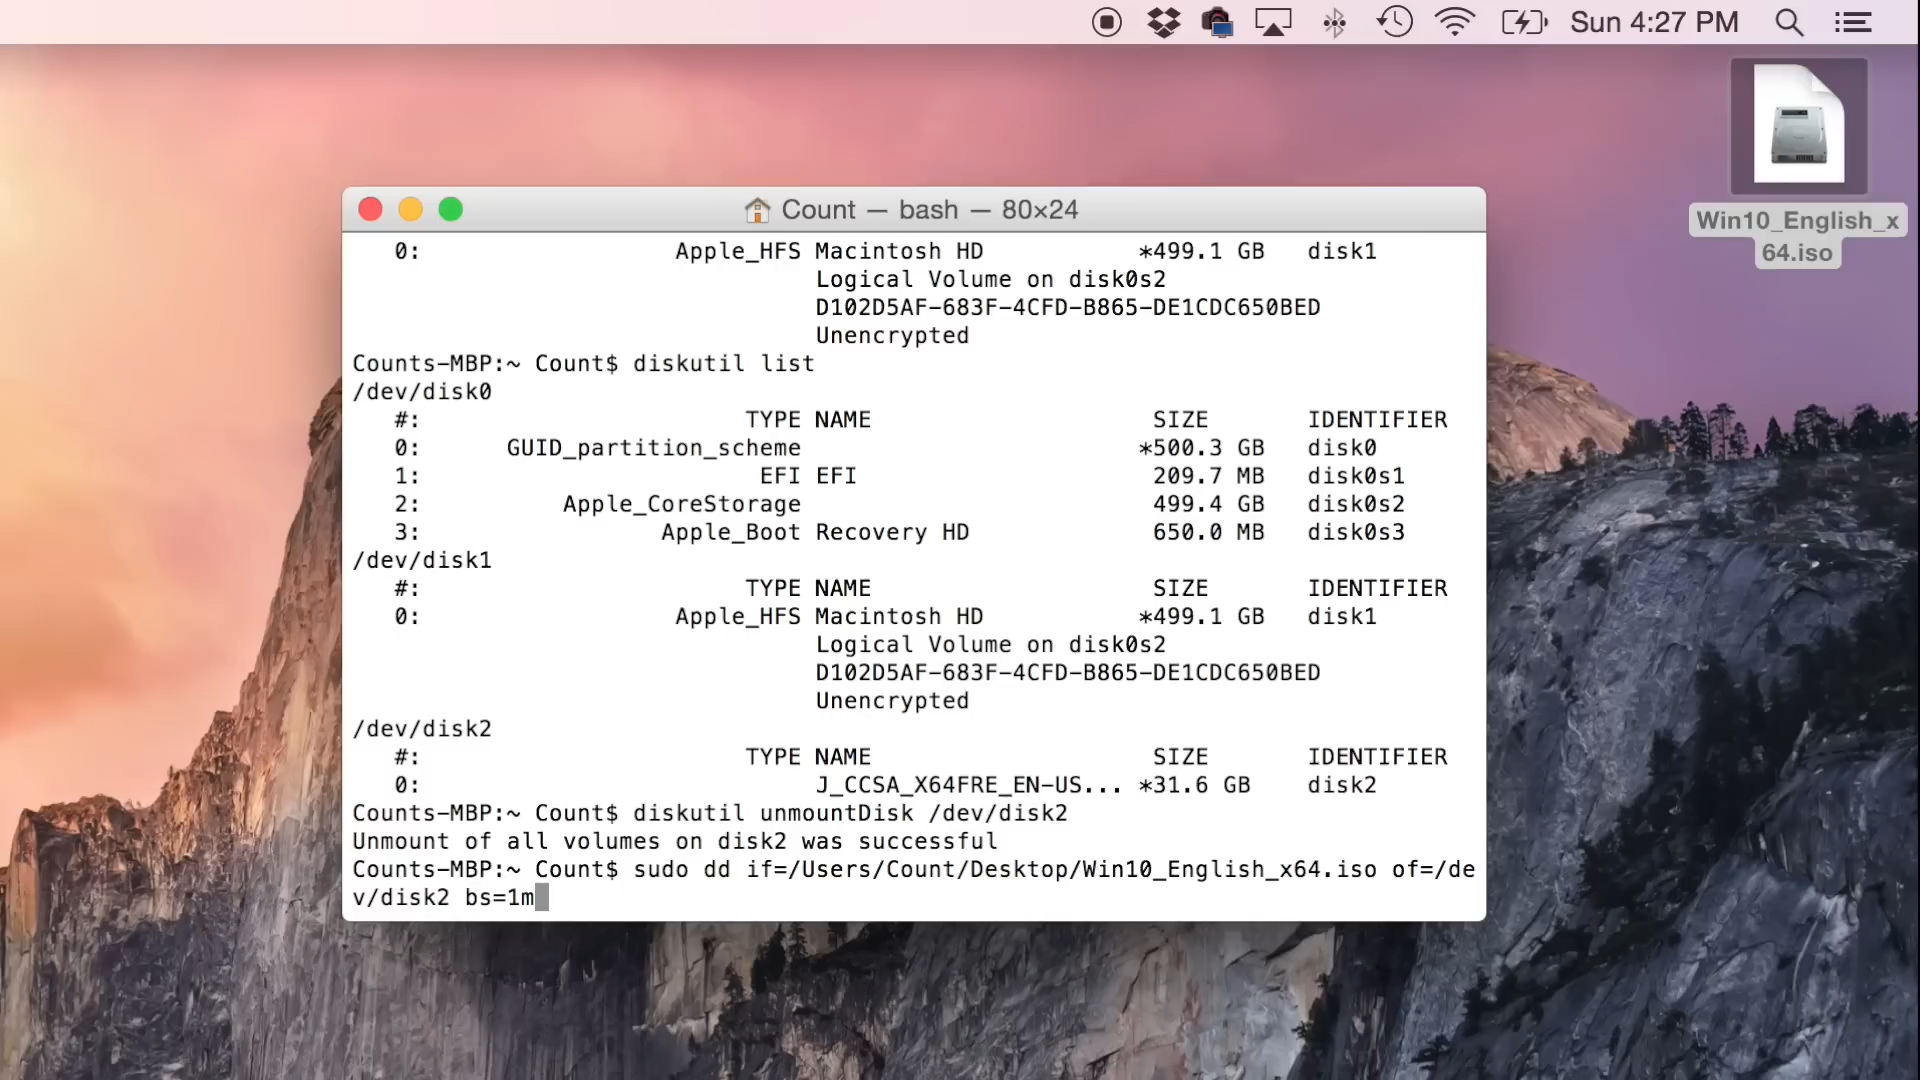 Sun 4:27 PM
Win10_English_x
64.iso
Count — bash — 80×24
0: Apple_HFS Macintosh HD *499.1 GB disk1
Logical Volume on disk0s2
D102D5AF-683F-4CFD-B865-DE1CDC650BED
Unencrypted
Counts-MBP:~ Count$ diskutil list
/dev/disk0
#: TYPE NAME SIZE IDENTIFIER
0: GUID_partition_scheme *500.3 GB disk0
1: EFI EFI 209.7 MB disk0s1
2: Apple_CoreStorage 499.4 GB disk0s2
3: Apple_Boot Recovery HD 650.0 MB disk0s3
/dev/disk1
#: TYPE NAME SIZE IDENTIFIER
0: Apple_HFS Macintosh HD *499.1 GB disk1
Logical Volume on disk0s2
D102D5AF-683F-4CFD-B865-DE1CDC650BED
Unencrypted
/dev/disk2
#: TYPE NAME SIZE IDENTIFIER
0: J_CCSA_X64FRE_EN-US... *31.6 GB disk2
Counts-MBP:~ Count$ diskutil unmountDisk /dev/disk2
Unmount of all volumes on disk2 was successful
Counts-MBP:~ Count$ sudo dd if=/Users/Count/Desktop/Win10_English_x64.iso of=/de
v/disk2 bs=1m